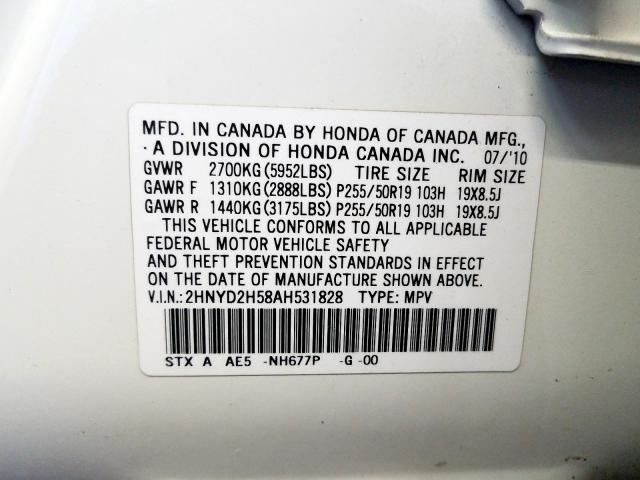 MFD. IN CANADA BY HONDA OF CANADA MFG.,
· A DIVISION OF HONDA CANADA INC. 07/'10
GVWR 2700KG(5952LBS) TIRE SIZE RIM SIZE
GAWR F 1310KG(2888LBS) P255/50R19 103H 19X8.5J
GAWR R 1440KG(3175LBS) P255/50R19 103H 19X8.5J
THIS VEHICLE CONFORMS TO ALL APPLICABLE
FEDERAL MOTOR VEHICLE SAFETY
AND THEFT PREVENTION STANDARDS IN EFFECT
ON THE DATE OF MANUFACTURE SHOWN ABOVE.
V.I.N.: 2HNYD2H58AH531828 TYPE: MPV
STX A AE5 -NH677P -G -00